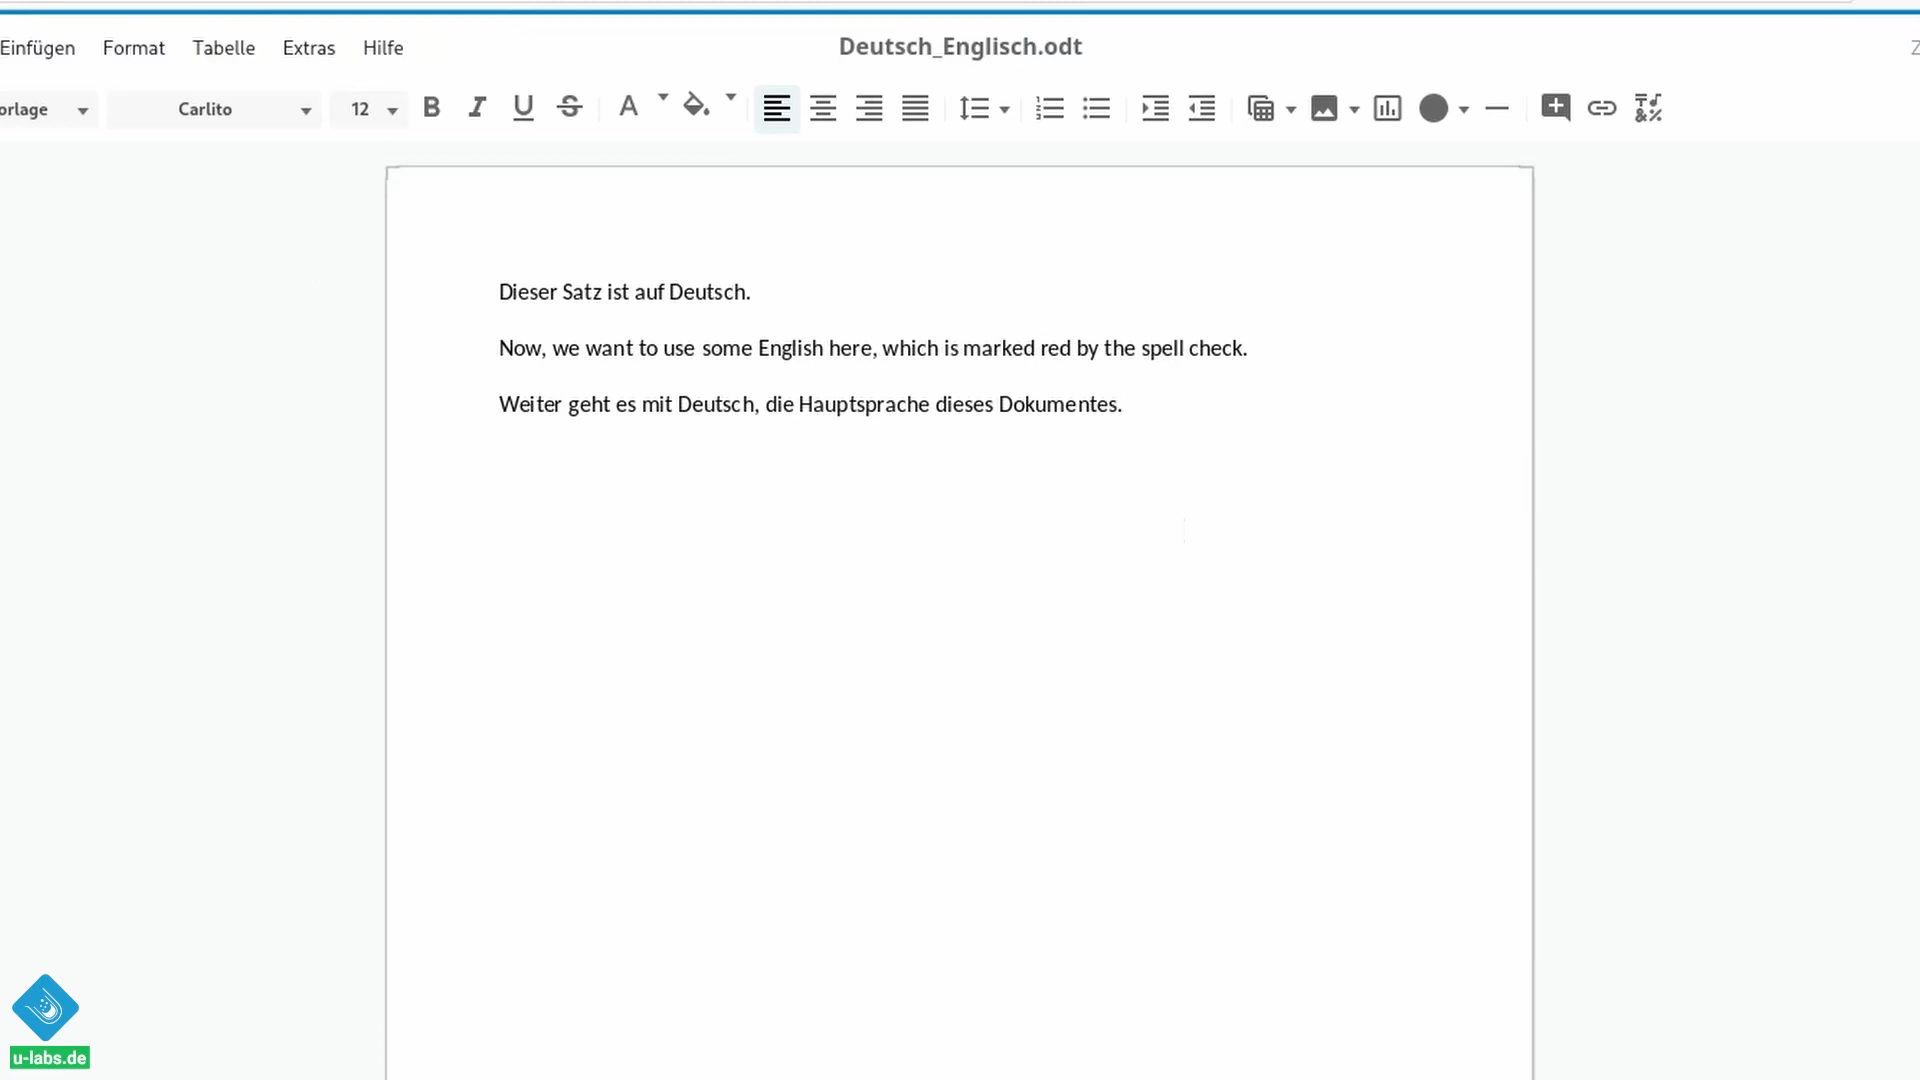 Einfügen Format Tabelle Extras Hilfe Deutsch_Englisch.odt
orlage Carlito 12
Dieser Satz ist auf Deutsch.
Now, we want to use some English here, which is marked red by the spell check.
Weiter geht es mit Deutsch, die Hauptsprache dieses Dokumentes.
u-labs.de